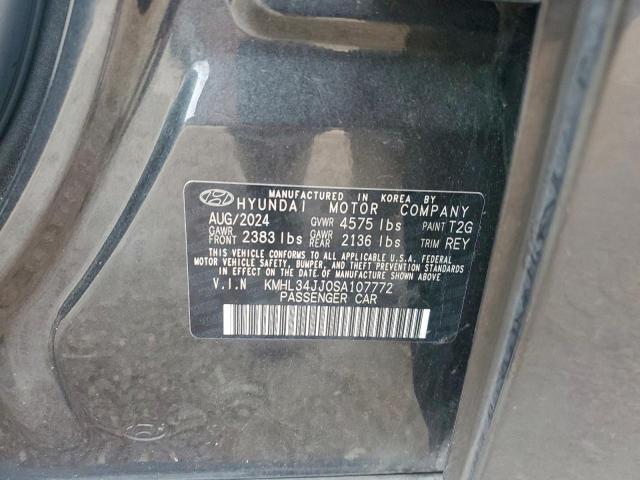 MANUFACTURED IN KOREA BY
HYUNDAI MOTOR COMPANY
AUG/2024 GVWR 4575 lbs PAINT T2G
GAWR FRONT 2383 lbs GAWR REAR 2136 lbs TRIM REY
THIS VEHICLE CONFORMS TO ALL APPLICABLE U.S.A. FEDERAL
MOTOR VEHICLE SAFETY, BUMPER, AND THEFT PREVENTION STANDARDS
IN EFFECT ON THE DATE OF MANUFACTURE SHOWN ABOVE
V.I.N KMHL34JJ0SA107772
PASSENGER CAR